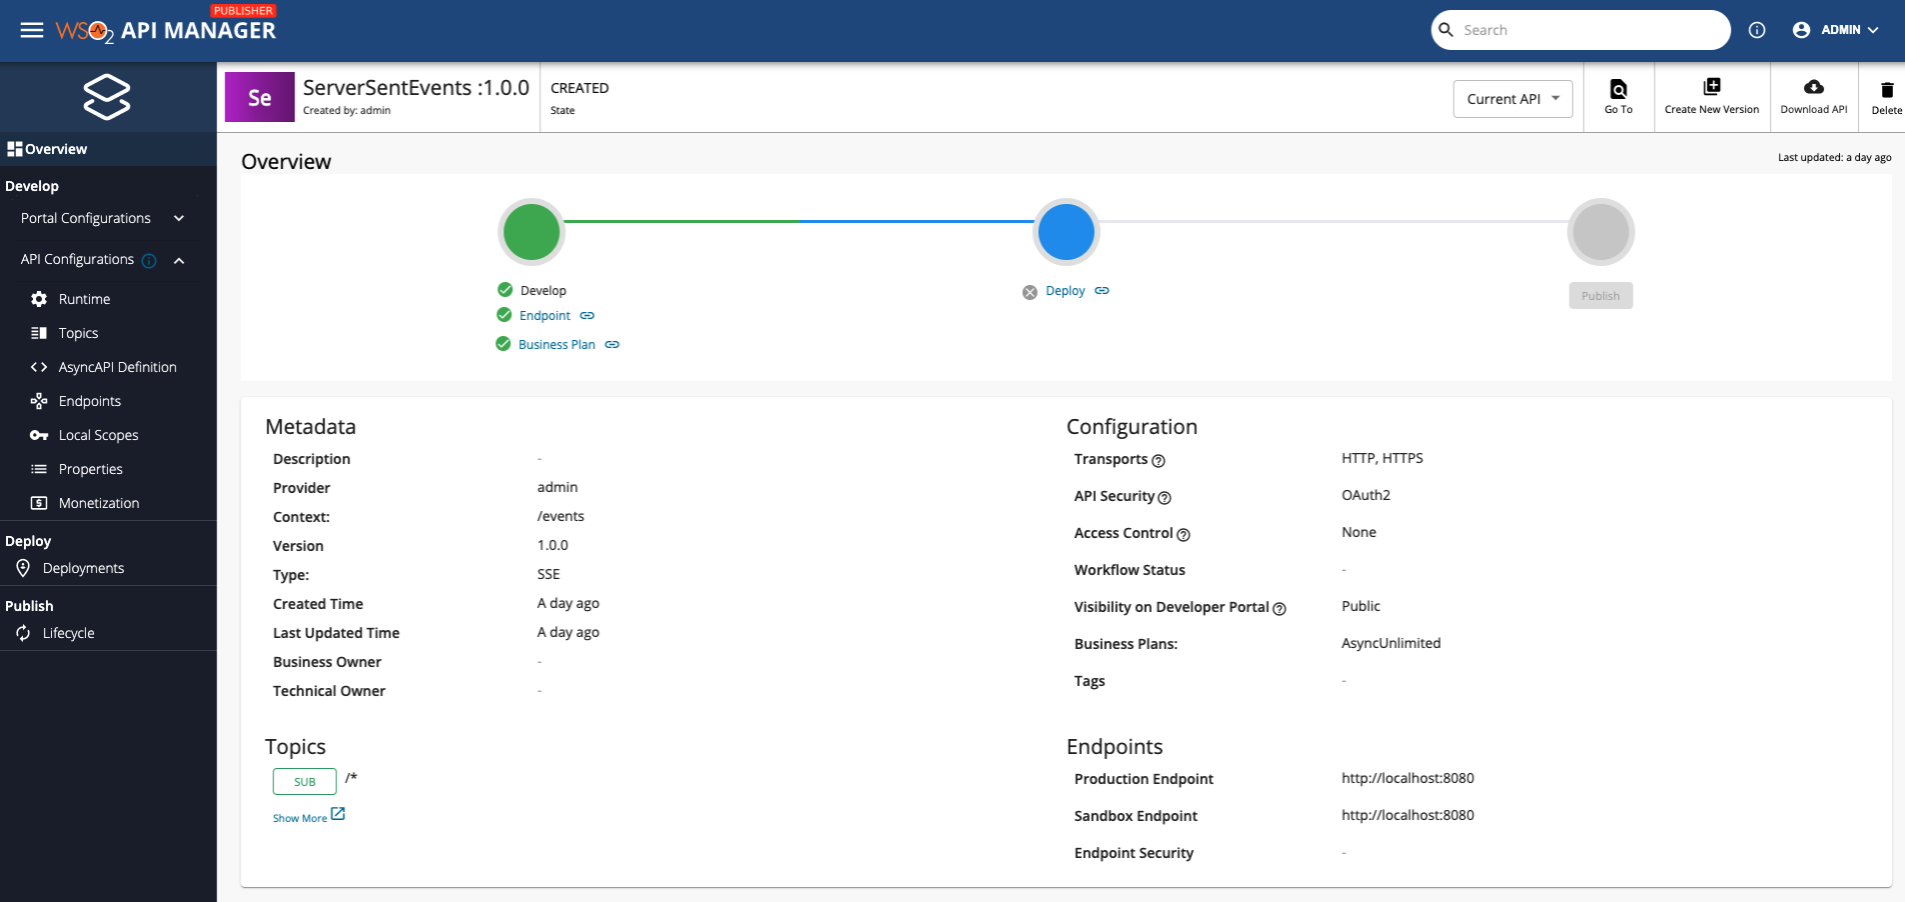 PUBLISHER
WSO2 API MANAGER
Search
ADMIN
Se
ServerSentEvents :1.0.0
Created by: admin
CREATED
State
Current API
Go To
Create New Version
Download API
Delete
Overview
Develop
Portal Configurations
API Configurations
Runtime
Topics
AsyncAPI Definition
Endpoints
Local Scopes
Properties
Monetization
Deploy
Deployments
Publish
Lifecycle
Overview
Last updated: a day ago
Develop
Endpoint
Business Plan
Deploy
Publish
Metadata
Description -
Provider admin
Context: /events
Version 1.0.0
Type: SSE
Created Time A day ago
Last Updated Time A day ago
Business Owner -
Technical Owner -
Configuration
Transports HTTP, HTTPS
API Security OAuth2
Access Control None
Workflow Status -
Visibility on Developer Portal Public
Business Plans: AsyncUnlimited
Tags -
Topics
SUB /*
Show More
Endpoints
Production Endpoint http://localhost:8080
Sandbox Endpoint http://localhost:8080
Endpoint Security -